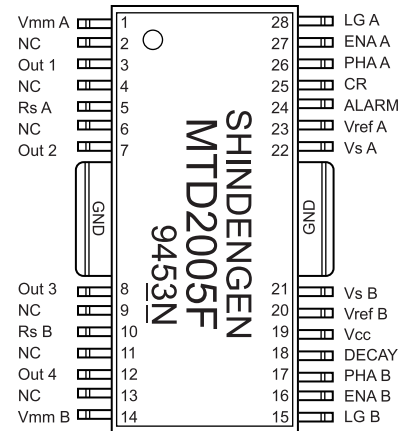 Vmm A 1 28 LG A
NC 2 27 ENA A
Out 1 3 26 PHA A
NC 4 25 CR
Rs A 5 24 ALARM
NC 6 23 Vref A
Out 2 7 22 Vs A
GND
SHINDENGEN
MTD2005F
9453N
GND
Out 3 8 21 Vs B
NC 9 20 Vref B
Rs B 10 19 Vcc
NC 11 18 DECAY
Out 4 12 17 PHA B
NC 13 16 ENA B
Vmm B 14 15 LG B